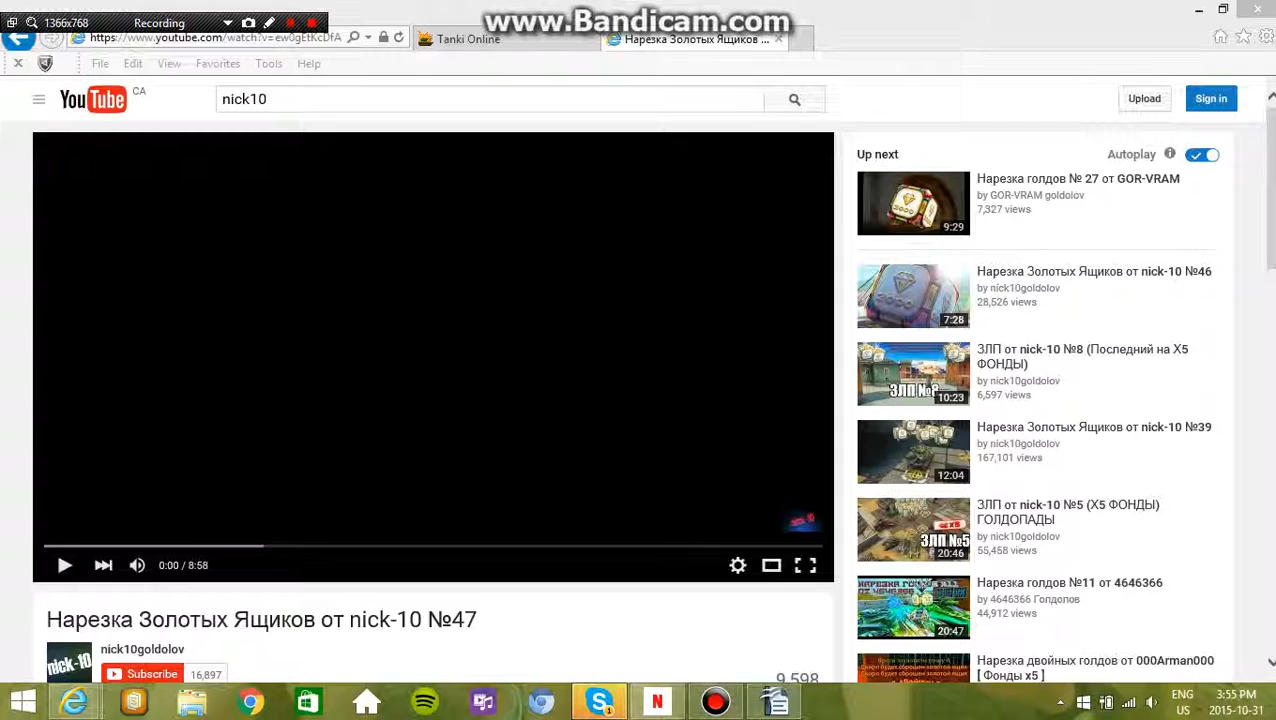 www.Bandicam.com
1366x768 Recording
https://www.youtube.com/watch?v=ew0gEtKcDfA
Tanki Online
Нарезка Золотых Ящиков ...
File Edit View Favorites Tools Help
YouTube CA
nick10
Upload
Sign in
Up next
Autoplay
Нарезка голдов № 27 от GOR-VRAM
by GOR-VRAM goldolov
7,327 views
9:29
Нарезка Золотых Ящиков от nick-10 №46
by nick10goldolov
28,526 views
7:28
ЗЛП от nick-10 №8 (Последний на Х5
ФОНДЫ)
by nick10goldolov
6,597 views
10:23
Нарезка Золотых Ящиков от nick-10 №39
by nick10goldolov
167,101 views
12:04
ЗЛП от nick-10 №5 (Х5 ФОНДЫ)
ГОЛДОПАДЫ
by nick10goldolov
55,458 views
ЗЛП №5
20:46
Нарезка голдов №11 от 4646366
by 4646366 Голдолов
44,912 views
20:47
Нарезка двойных голдов от 000Arman000
[ Фонды х5 ]
0:00 / 8:58
Нарезка Золотых Ящиков от nick-10 №47
nick-10
nick10goldolov
Subscribe 16,897
9,598
ENG
US
3:55 PM
2015-10-31